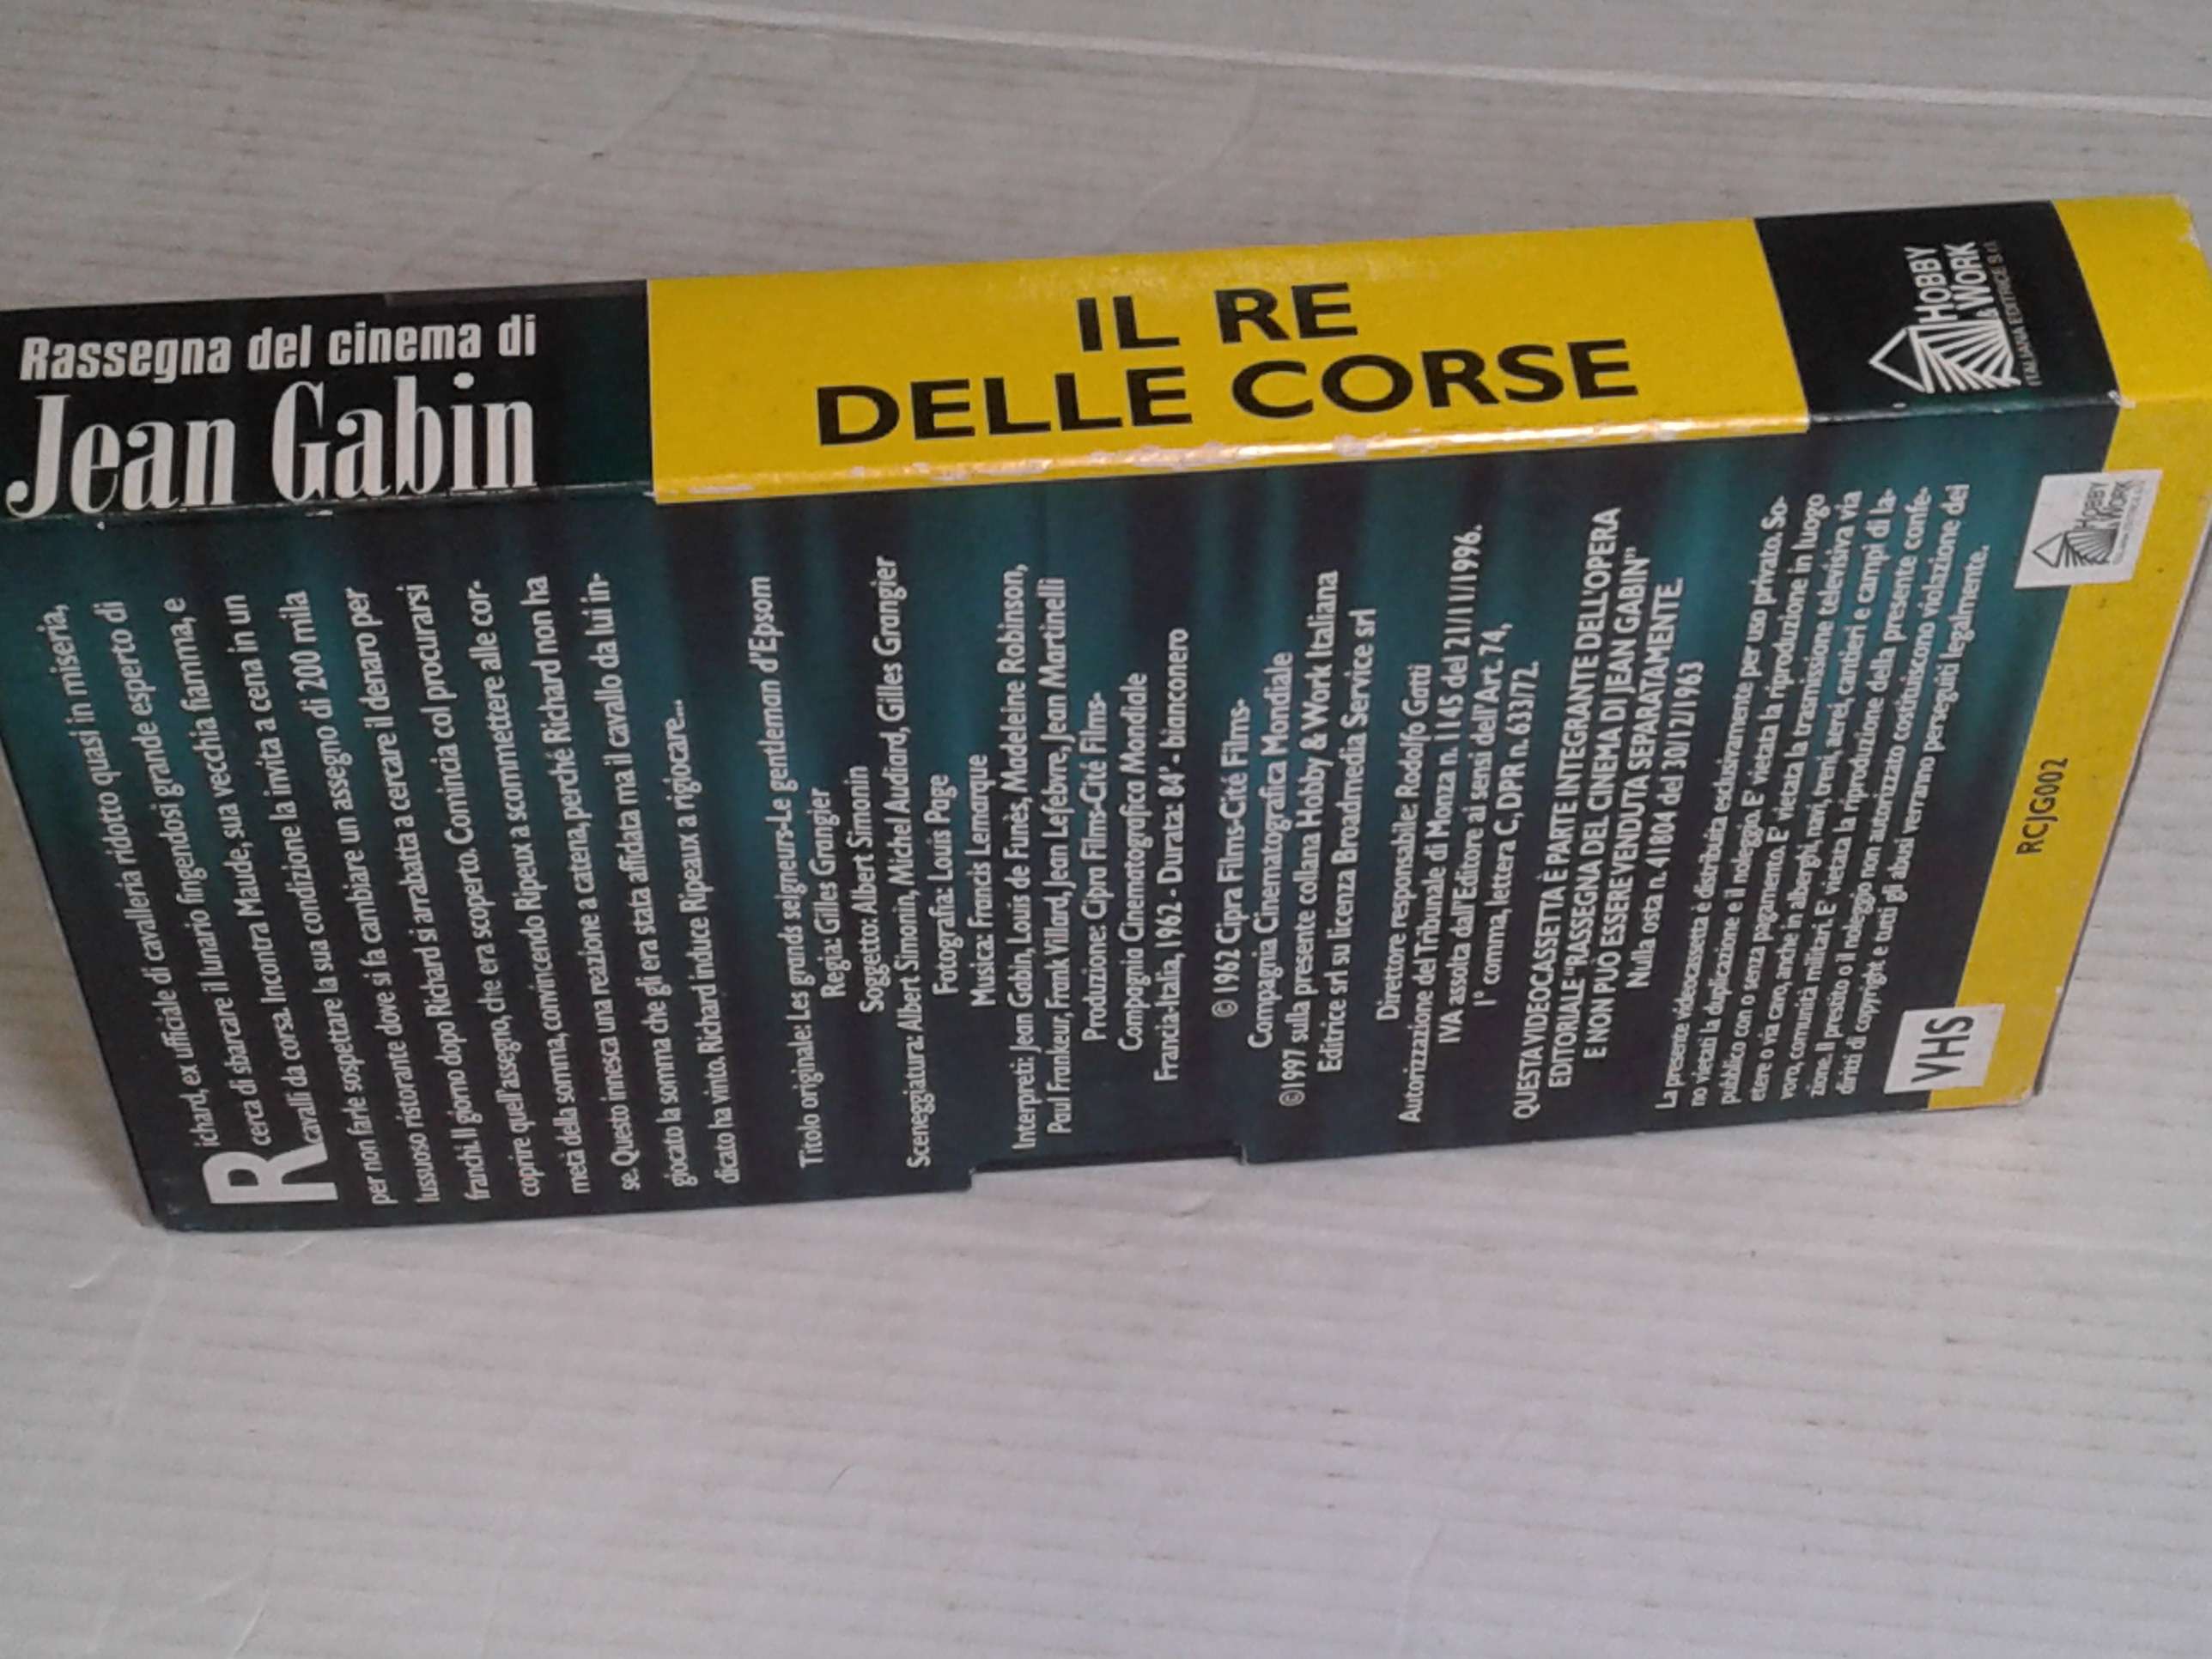 Rassegna del cinema di
Jean Gabin
IL RE
DELLE CORSE
HOBBY
& WORK
ITALIANA EDITRICE S.r.l.
Richard, ex ufficiale di cavalleria ridotto quasi in miseria,
cerca di sbarcare il lunario fingendosi grande esperto di
cavalli da corsa. Incontra Maude, sua vecchia fiamma, e
per non farle sospettare la sua condizione la invita a cena in un
lussuoso ristorante dove si fa cambiare un assegno di 200 mila
franchi. Il giorno dopo Richard si arrabatta a cercare il denaro per
coprire quell'assegno, che era scoperto. Comincia col procurarsi
metà della somma, convincendo Ripeux a scommettere alle cor-
se. Questo innesca una reazione a catena, perché Richard non ha
giocato la somma che gli era stata affidata ma il cavallo da lui in-
dicato ha vinto. Richard induce Ripeaux a rigiocare...
Titolo originale: Les grands seigneurs-Le gentleman d'Epsom
Regia: Gilles Grangier
Soggetto: Albert Simonin
Sceneggiatura: Albert Simonin, Michel Audiard, Gilles Grangier
Fotografia: Louis Page
Musica: Francis Lemarque
Interpreti: Jean Gabin, Louis de Funès, Madeleine Robinson,
Paul Frankeur, Frank Villard, Jean Lefebvre, Jean Martinelli
Produzione: Cipra Films-Cité Films-
Compagnia Cinematografica Mondiale
Francia-Italia, 1962 - Durata: 84' - bianconero
© 1962 Cipra Films-Cité Films-
Compagnia Cinematografica Mondiale
©1997 sulla presente collana Hobby & Work Italiana
Editrice srl su licenza Broadmedia Service srl
Direttore responsabile: Rodolfo Gatti
Autorizzazione del Tribunale di Monza n. 1145 del 21/11/1996.
IVA assolta dall'Editore ai sensi dell'Art. 74,
1° comma, lettera C, DPR n. 633/72.
QUESTA VIDEOCASSETTA È PARTE INTEGRANTE DELL'OPERA
EDITORIALE "RASSEGNA DEL CINEMA DI JEAN GABIN"
E NON PUÒ ESSERE VENDUTA SEPARATAMENTE.
Nulla osta n. 41804 del 30/12/1963
La presente videocassetta è distribuita esclusivamente per uso privato. So-
no vietati la duplicazione e il noleggio. E' vietata la riproduzione in luogo
pubblico con o senza pagamento. E' vietata la trasmissione televisiva via
etere o via cavo, anche in alberghi, navi, treni, aerei, cantieri e campi di la-
voro, comunità militari. E' vietata la riproduzione della presente confe-
zione. Il prestito o il noleggio non autorizzato costituiscono violazione dei
diritti di copyright e tutti gli abusi verranno perseguiti legalmente.
VHS
RCJG002
HOBBY
& WORK